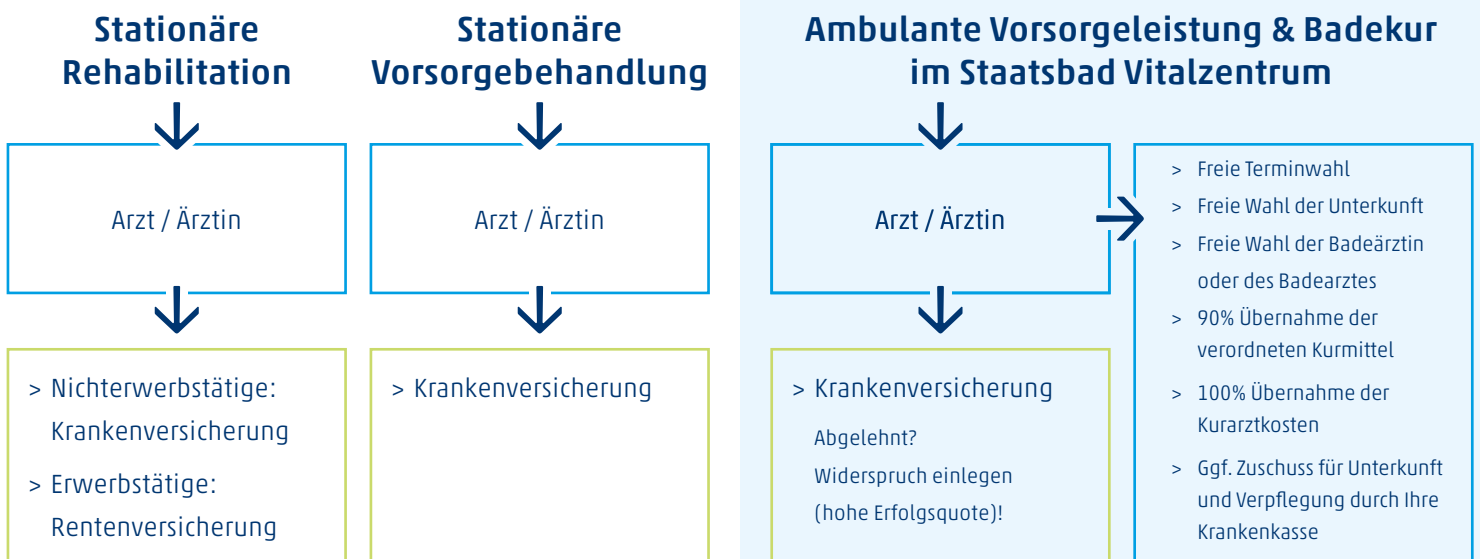 Stationäre
Rehabilitation
Arzt / Ärztin
> Nichterwerbstätige:
Krankenversicherung
> Erwerbstätige:
Rentenversicherung
Stationäre
Vorsorgebehandlung
Arzt / Ärztin
> Krankenversicherung
Ambulante Vorsorgeleistung & Badekur
im Staatsbad Vitalzentrum
Arzt / Ärztin
> Krankenversicherung
Abgelehnt?
Widerspruch einlegen
(hohe Erfolgsquote)!
> Freie Terminwahl
> Freie Wahl der Unterkunft
> Freie Wahl der Badeärztin
oder des Badearztes
> 90% Übernahme der
verordneten Kurmittel
> 100% Übernahme der
Kurarztkosten
> Ggf. Zuschuss für Unterkunft
und Verpflegung durch Ihre
Krankenkasse